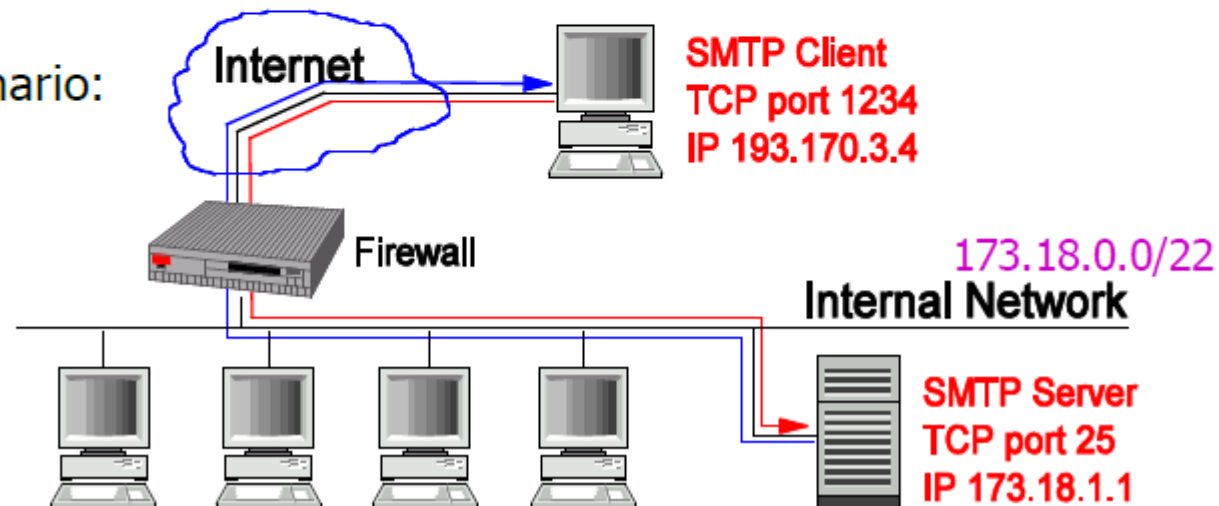 nario:
Internet
SMTP Client
TCP port 1234
IP 193.170.3.4
Firewall
173.18.0.0/22
Internal Network
SMTP Server
TCP port 25
IP 173.18.1.1